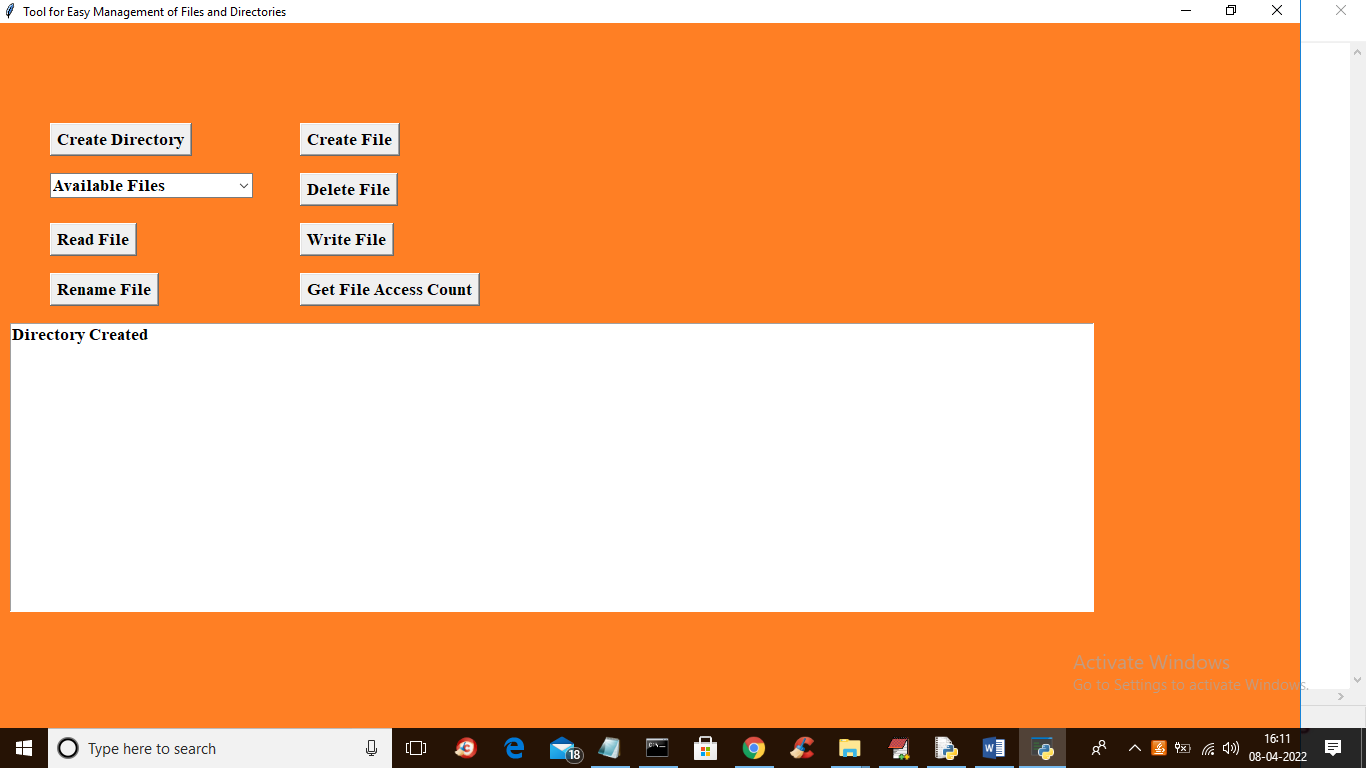 Tool for Easy Management of Files and Directories
Create Directory
Create File
Available Files
Delete File
Read File
Write File
Rename File
Get File Access Count
Directory Created
Activate Windows
Go to Settings to activate Windows.
Type here to search
18
16:11
08-04-2022